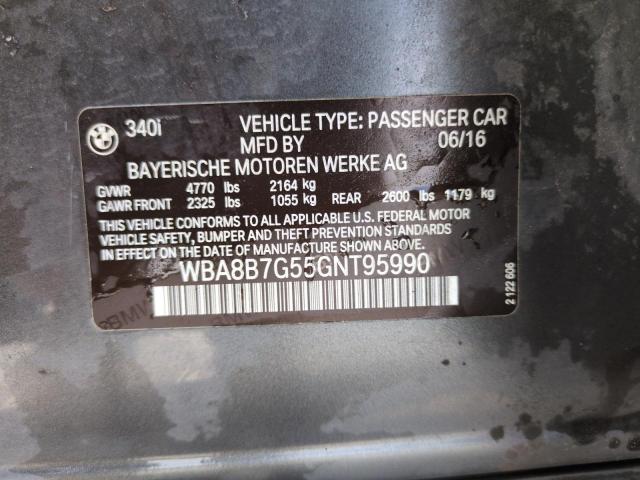 BMW
340i VEHICLE TYPE: PASSENGER CAR
MFD BY 06/16
BAYERISCHE MOTOREN WERKE AG
GVWR 4770 lbs 2164 kg
GAWR FRONT 2325 lbs 1055 kg REAR 2600 lbs 1179 kg
THIS VEHICLE CONFORMS TO ALL APPLICABLE U.S. FEDERAL MOTOR
VEHICLE SAFETY, BUMPER, AND THEFT PREVENTION STANDARDS
IN EFFECT ON THE DATE OF MANUFACTURE SHOWN ABOVE.
WBA8B7G55GNT95990
2 122 606